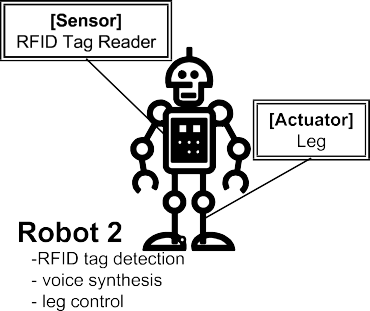 [Sensor]
RFID Tag Reader
[Actuator]
Leg
Robot 2
-RFID tag detection
- voice synthesis
- leg control